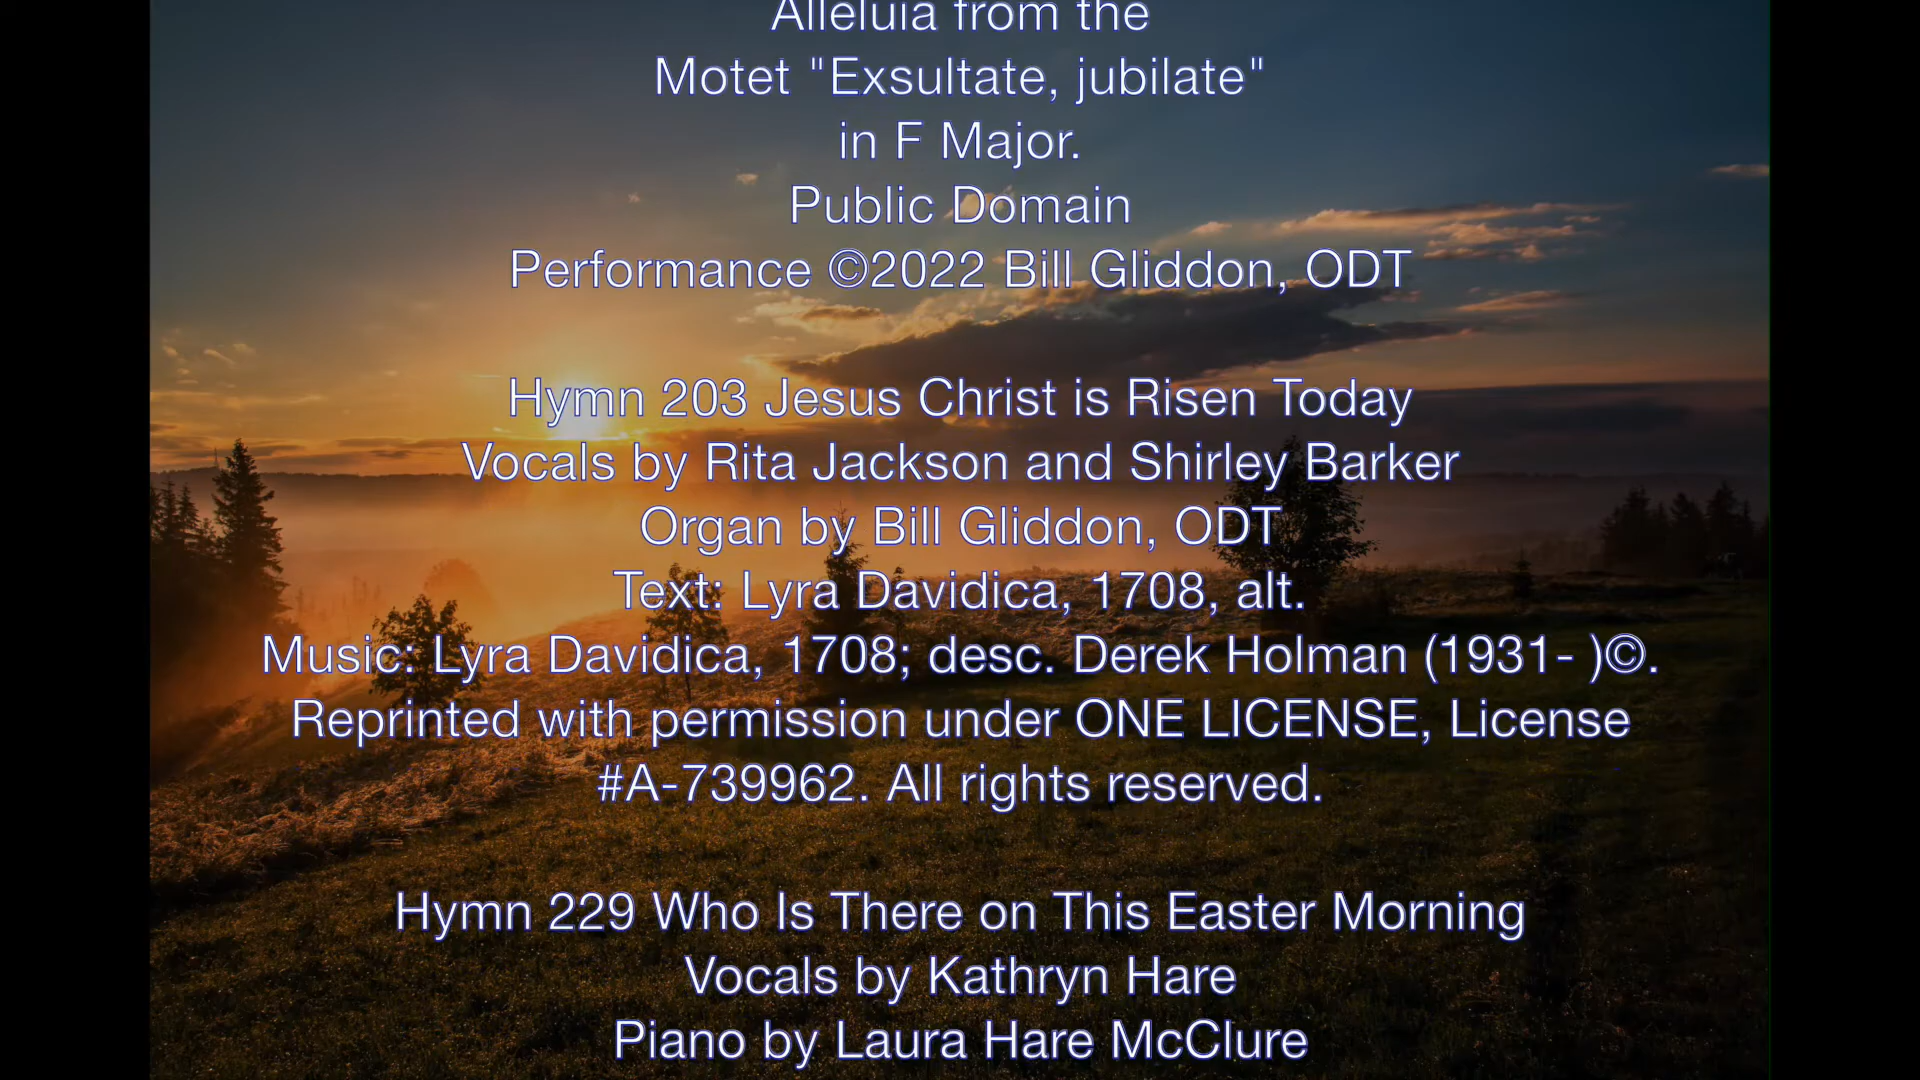 Alleluia from the
Motet "Exsultate, jubilate"
in F Major.
Public Domain
Performance ©2022 Bill Gliddon, ODT
Hymn 203 Jesus Christ is Risen Today
Vocals by Rita Jackson and Shirley Barker
Organ by Bill Gliddon, ODT
Text: Lyra Davidica, 1708, alt.
Music: Lyra Davidica, 1708; desc. Derek Holman (1931- )©.
Reprinted with permission under ONE LICENSE, License
#A-739962. All rights reserved.
Hymn 229 Who Is There on This Easter Morning
Vocals by Kathryn Hare
Piano by Laura Hare McClure